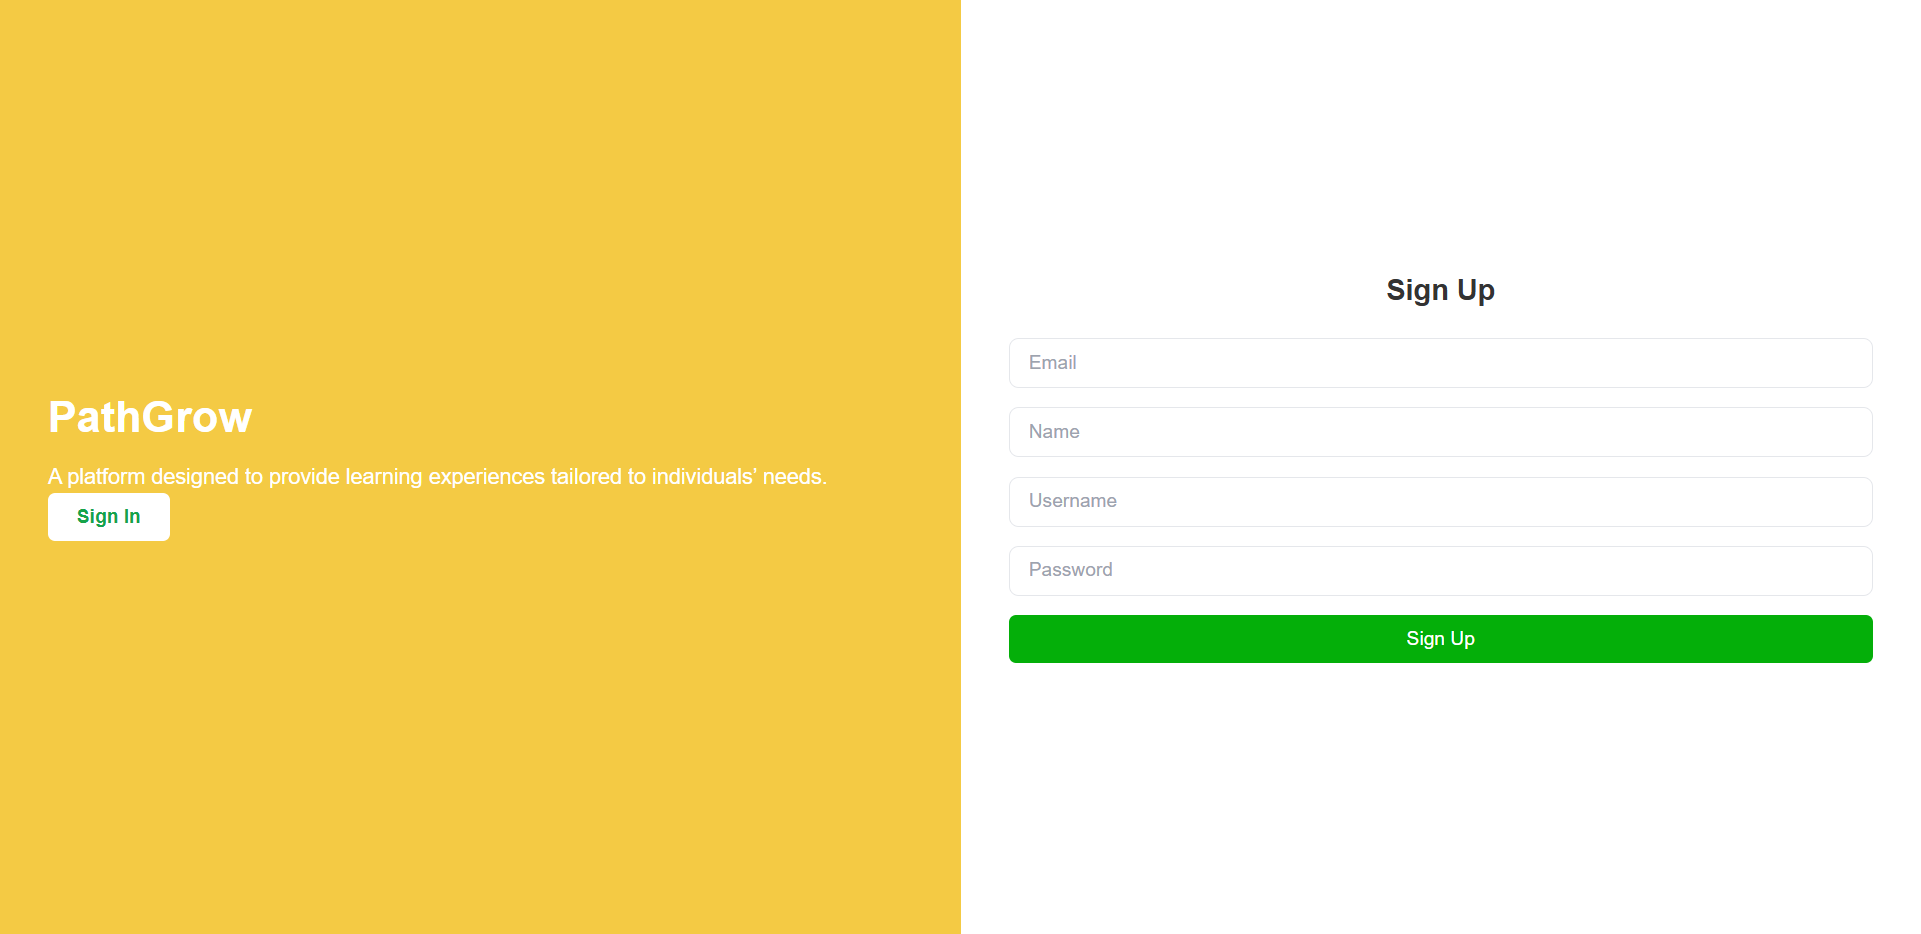 PathGrow
A platform designed to provide learning experiences tailored to individuals’ needs.
Sign In
Sign Up
Email
Name
Username
Password
Sign Up